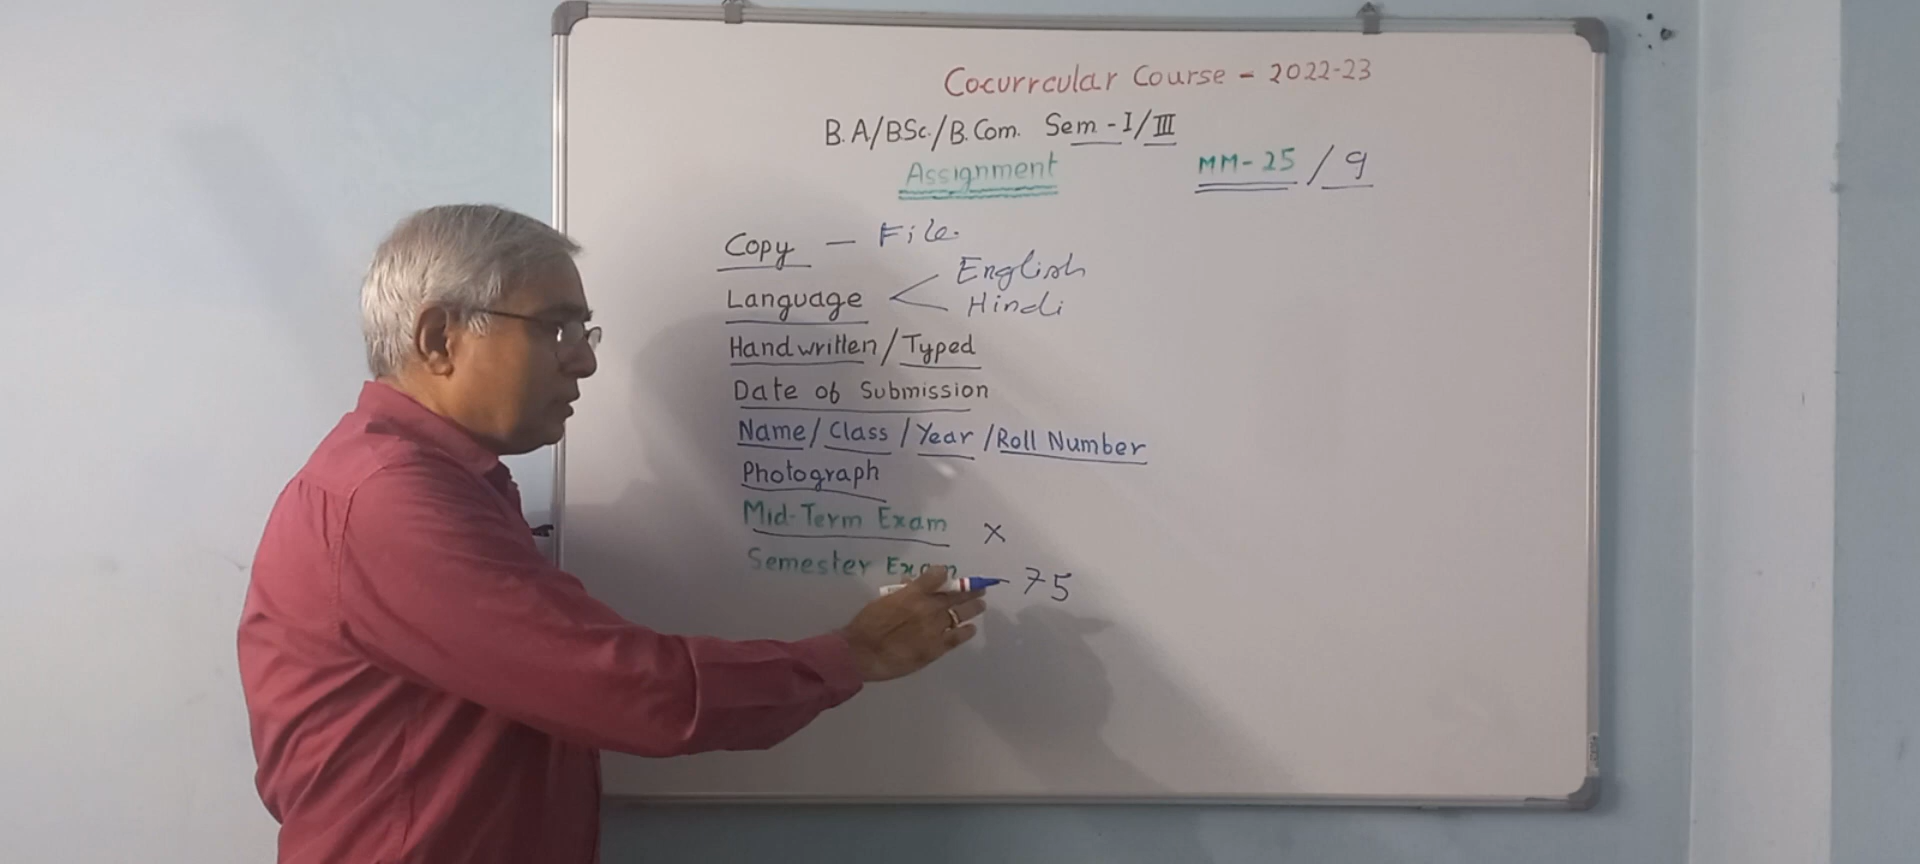 Cocurrcular Course - 2022-23
B.A/BSc./B.Com. Sem-I/III
Assignment MM-25/9
Copy — File.
Language < English
Hindi
Handwritten/Typed
Date of Submission
Name/Class/Year/Roll Number
Photograph
Mid-Term Exam ×
Semester Exam - 75